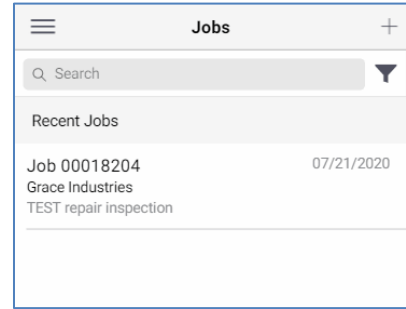 Jobs
Search
Recent Jobs
Job 00018204 07/21/2020
Grace Industries
TEST repair inspection